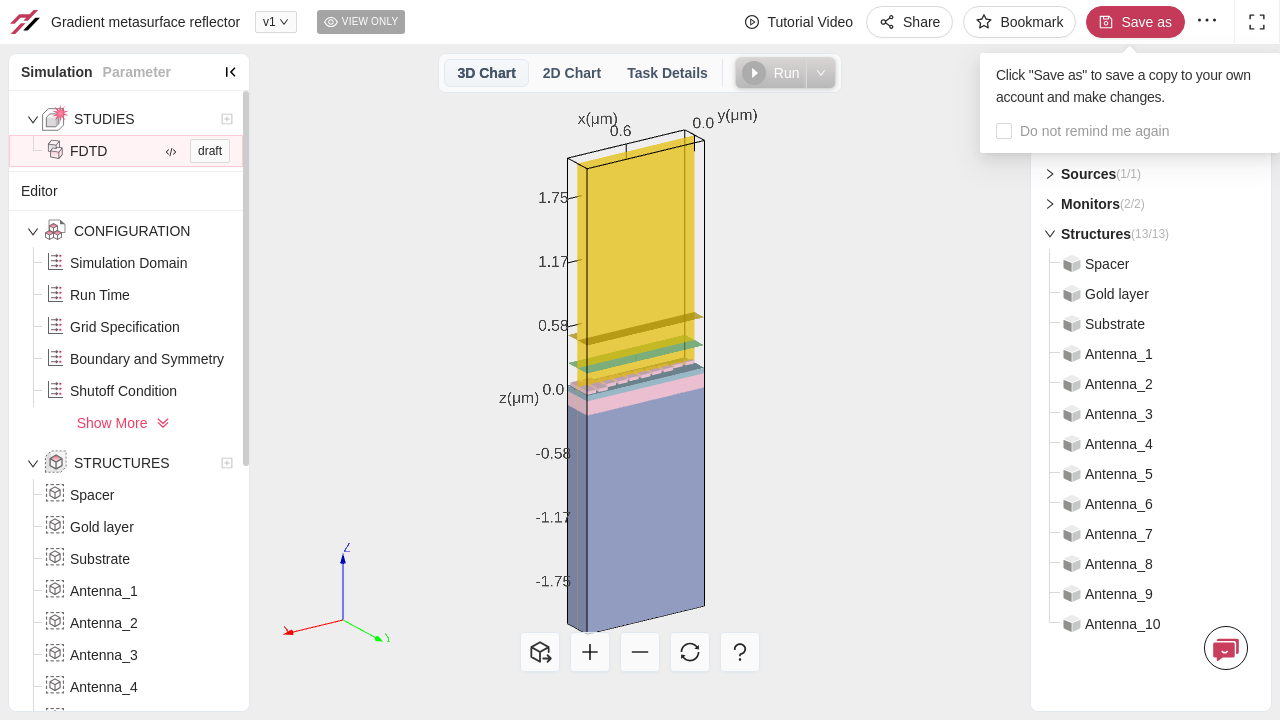 Gradient metasurface reflector
v1
VIEW ONLY
Tutorial Video
Share
Bookmark
Save as
Click "Save as" to save a copy to your own
account and make changes.
Do not remind me again
Simulation
Parameter
STUDIES
FDTD
draft
Editor
CONFIGURATION
Simulation Domain
Run Time
Grid Specification
Boundary and Symmetry
Shutoff Condition
Show More
STRUCTURES
Spacer
Gold layer
Substrate
Antenna_1
Antenna_2
Antenna_3
Antenna_4
3D Chart
2D Chart
Task Details
Run
x(μm)
0.6
0.0
y(μm)
1.75
1.17
0.58
0.0
z(μm)
-0.58
-1.17
-1.75
Z
X
Y
Sources(1/1)
Monitors(2/2)
Structures(13/13)
Spacer
Gold layer
Substrate
Antenna_1
Antenna_2
Antenna_3
Antenna_4
Antenna_5
Antenna_6
Antenna_7
Antenna_8
Antenna_9
Antenna_10